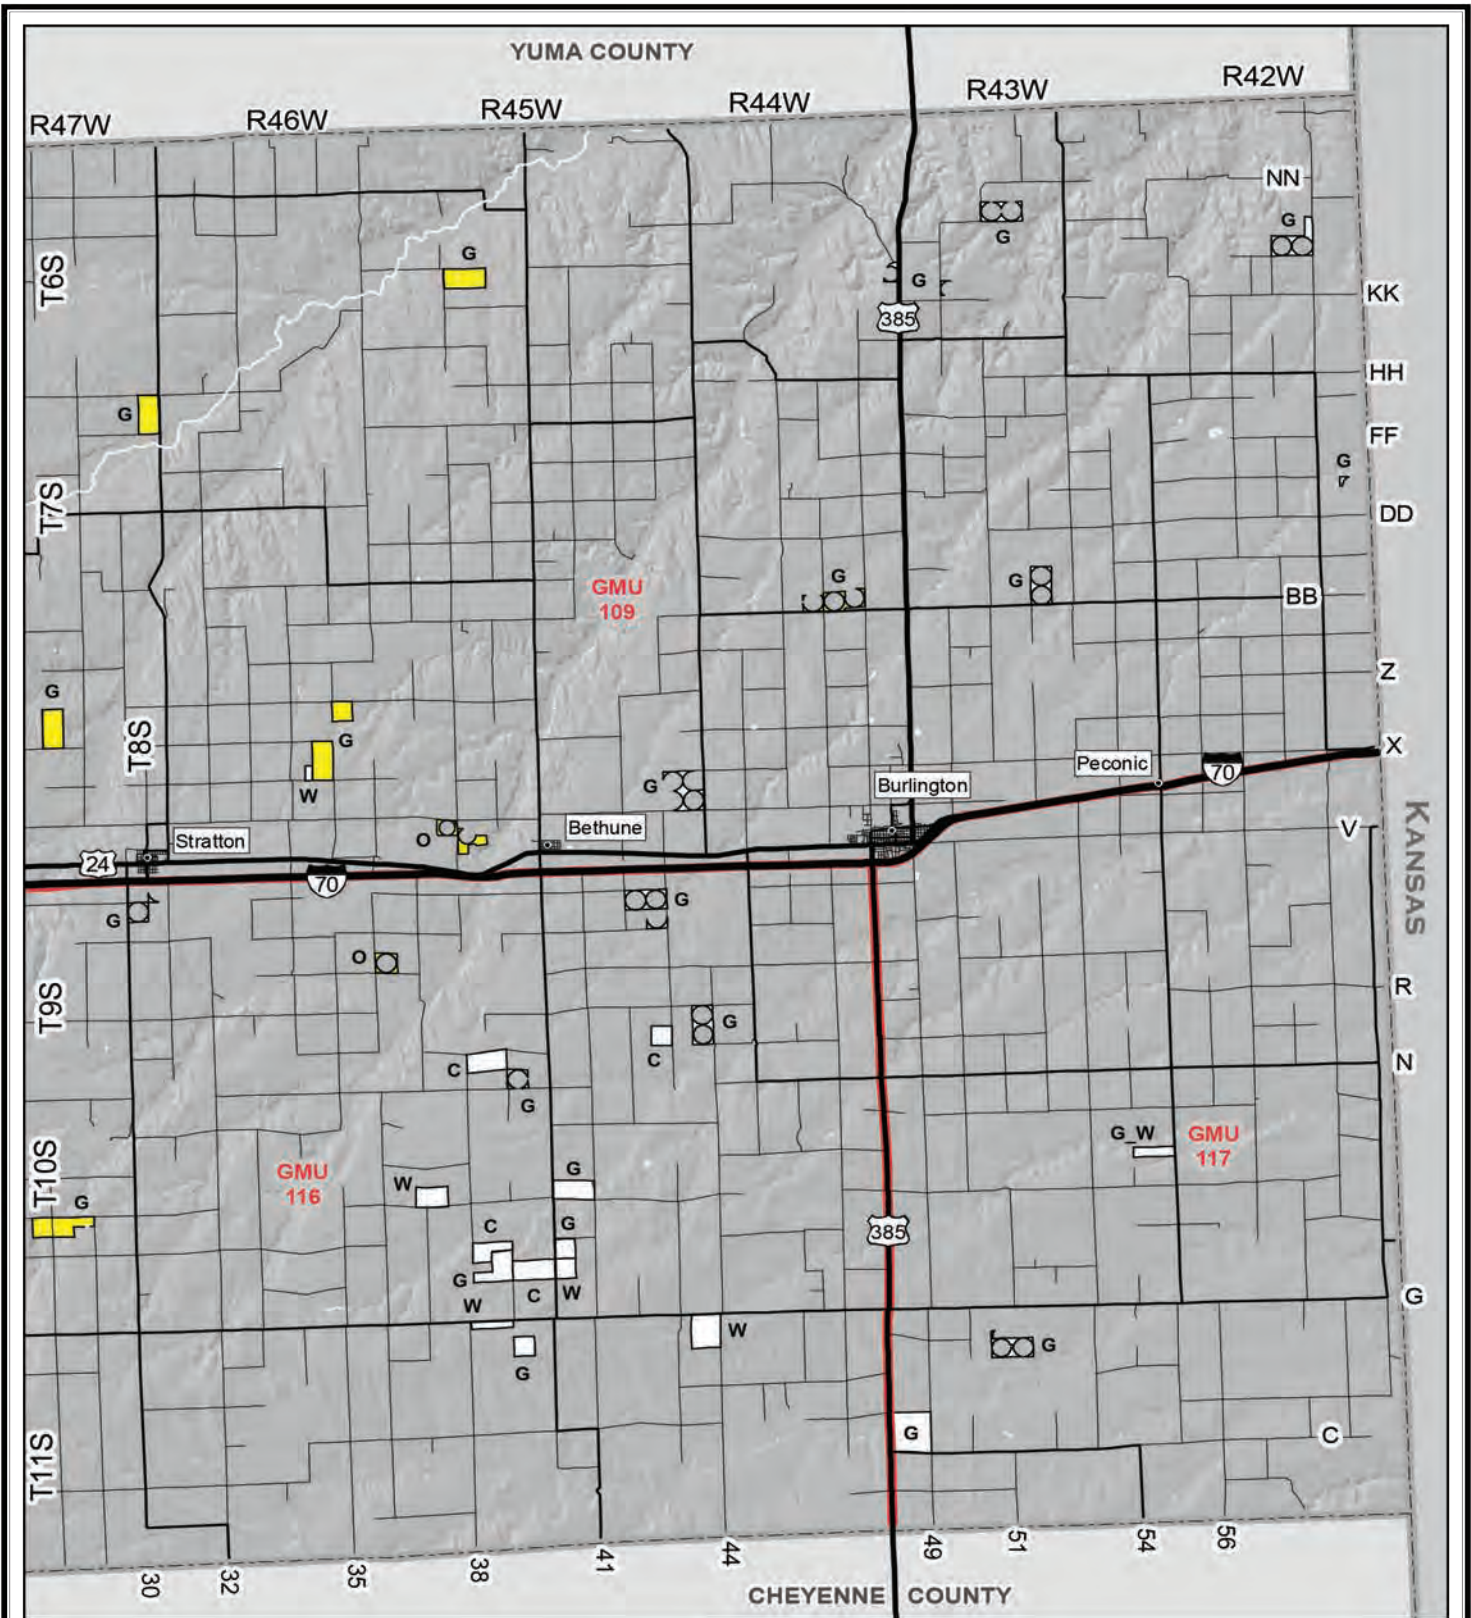 YUMA COUNTY
R42W
R43W
R44W
R45W
R46W
R47W
NN
G
G
G
G
T6S
KK
385
HH
G
FF
G
T7S
DD
G
G
GMU
109
BB
Z
G
T8S
G
X
Peconic
70
G
Burlington
W
V
Bethune
O
Stratton
24
70
KANSAS
G
G
O
R
T9S
G
C
N
C
G
G_W
GMU
117
T10S
GMU
116
G
W
G
C
G
385
G
C
W
W
G
W
G
G
G
C
T11S
30
32
35
38
41
44
49
51
54
56
CHEYENNE COUNTY